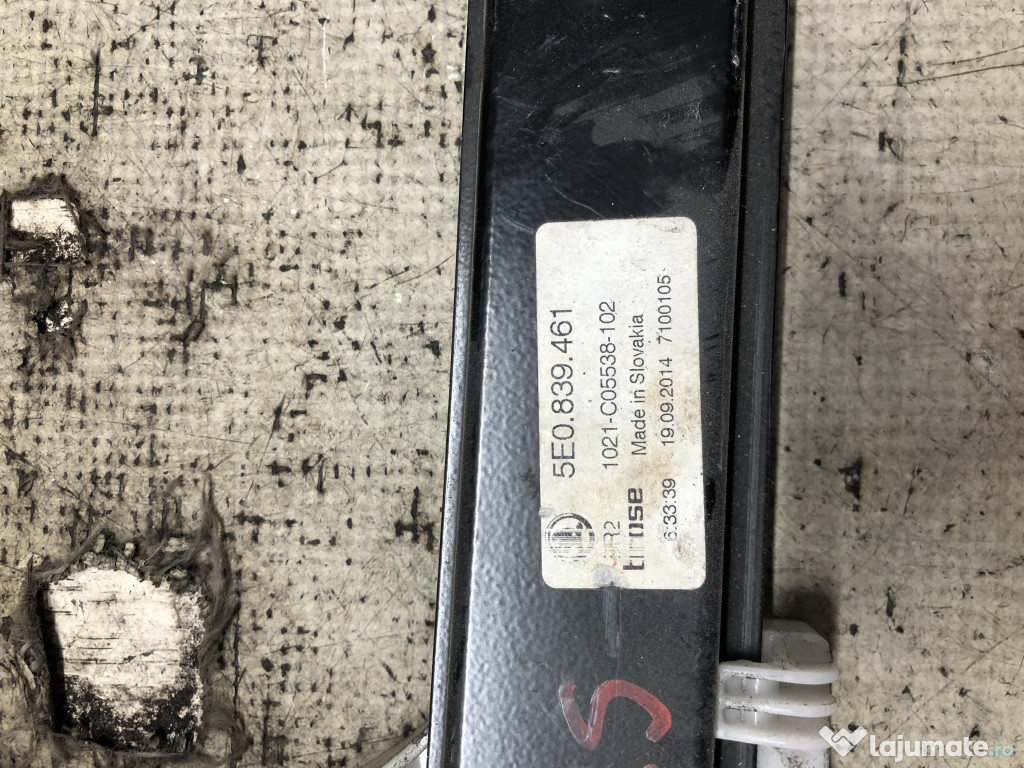 5E0.839.461
1021-C05538-102
Made in Slovakia
6:33:39 19.09.2014 7100105
S
lajumate.ro